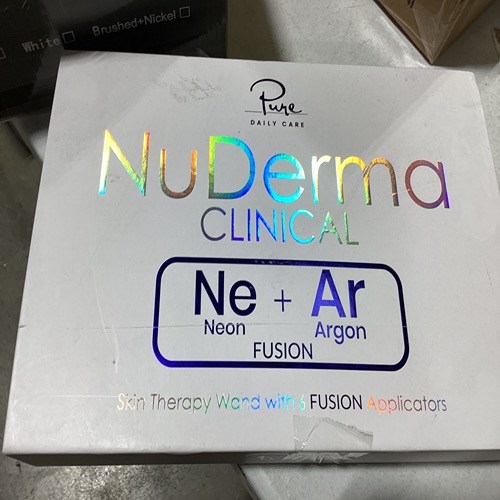 White
Brushed+Nickel
Pure
DAILY CARE
NuDerma
CLINICAL
Ne + Ar
Neon Argon
FUSION
Skin Therapy Wand with 6 FUSION Applicators